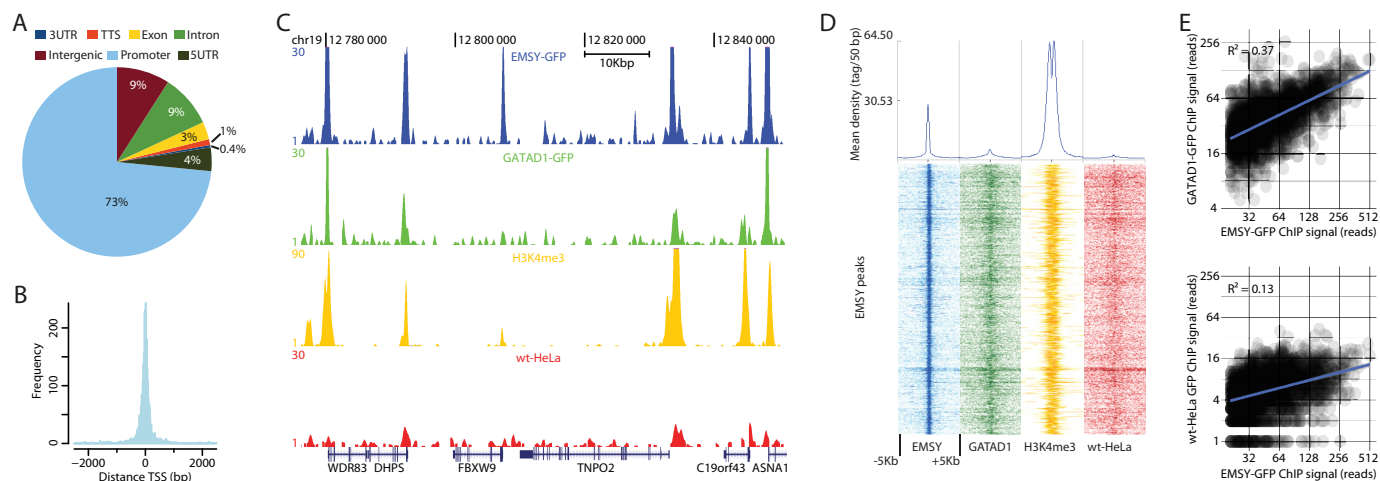 A
3UTR TTS Exon Intron
Intergenic Promoter 5UTR
9%
9%
3%
1%
0.4%
4%
73%
B
Frequency
200
100
0
−2000 0 2000
Distance TSS (bp)
C
chr19 12 780 000 12 800 000 12 820 000 12 840 000
10Kbp
30
EMSY-GFP
1
30
GATAD1-GFP
1
90
H3K4me3
1
30
wt-HeLa
1
WDR83 DHPS FBXW9 TNPO2 C19orf43 ASNA1
D
Mean density (tag/50 bp)
64.50
30.53
EMSY peaks
EMSY GATAD1 H3K4me3 wt-HeLa
-5Kb +5Kb
E
GATAD1-GFP ChIP signal (reads)
256
64
16
4
R² = 0.37
32 64 128 256 512
EMSY-GFP ChIP signal (reads)
wt-HeLa GFP ChIP signal (reads)
256
64
16
4
1
R² = 0.13
32 64 128 256 512
EMSY-GFP ChIP signal (reads)